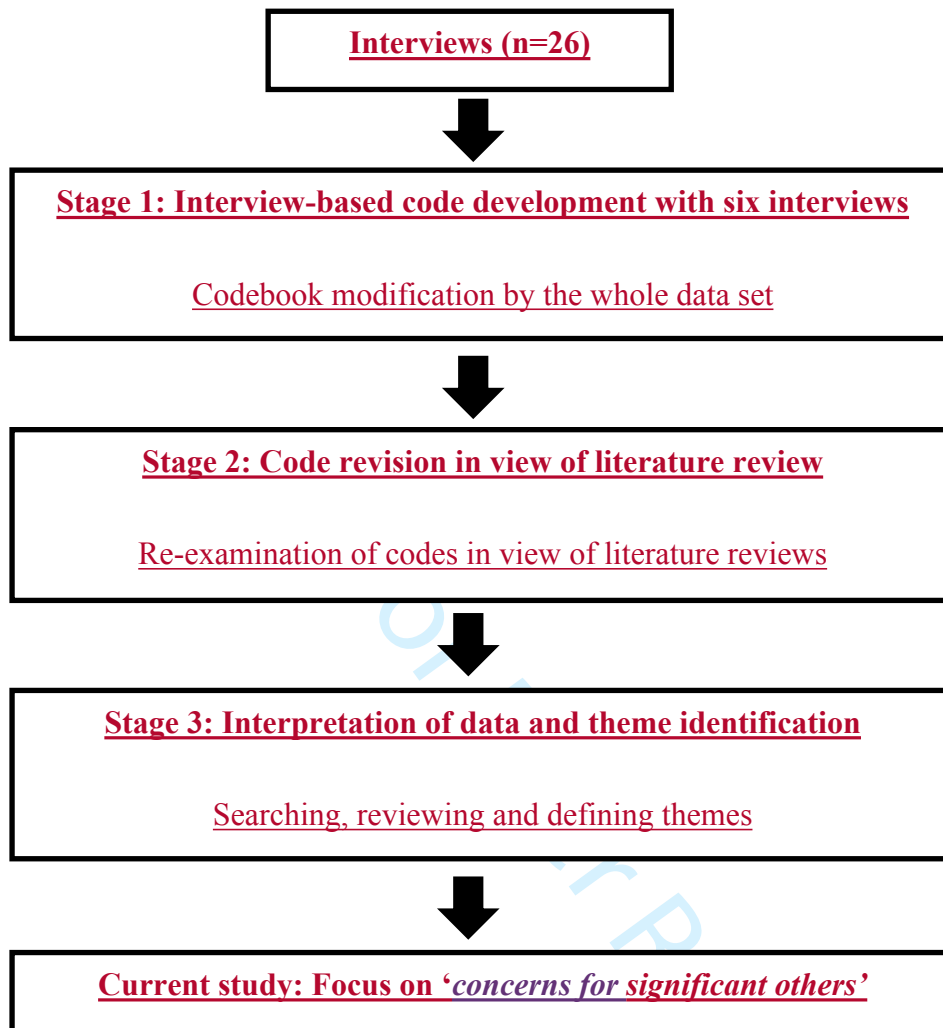 Interviews (n=26)
Stage 1: Interview-based code development with six interviews
Codebook modification by the whole data set
Stage 2: Code revision in view of literature review
Re-examination of codes in view of literature reviews
Stage 3: Interpretation of data and theme identification
Searching, reviewing and defining themes
Current study: Focus on ‘concerns for significant others’